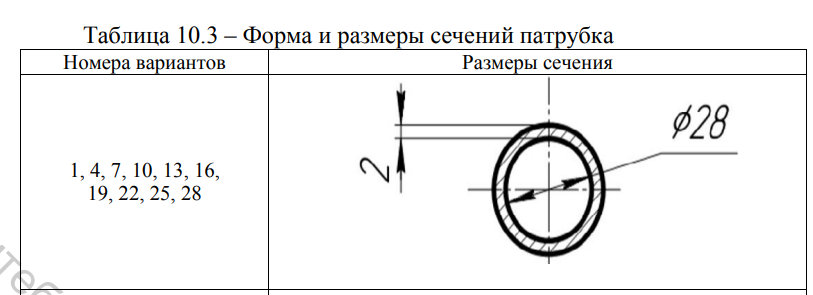 Таблица 10.3 – Форма и размеры сечений патрубка
Номера вариантов
Размеры сечения
1, 4, 7, 10, 13, 16,
19, 22, 25, 28
2
⌀28